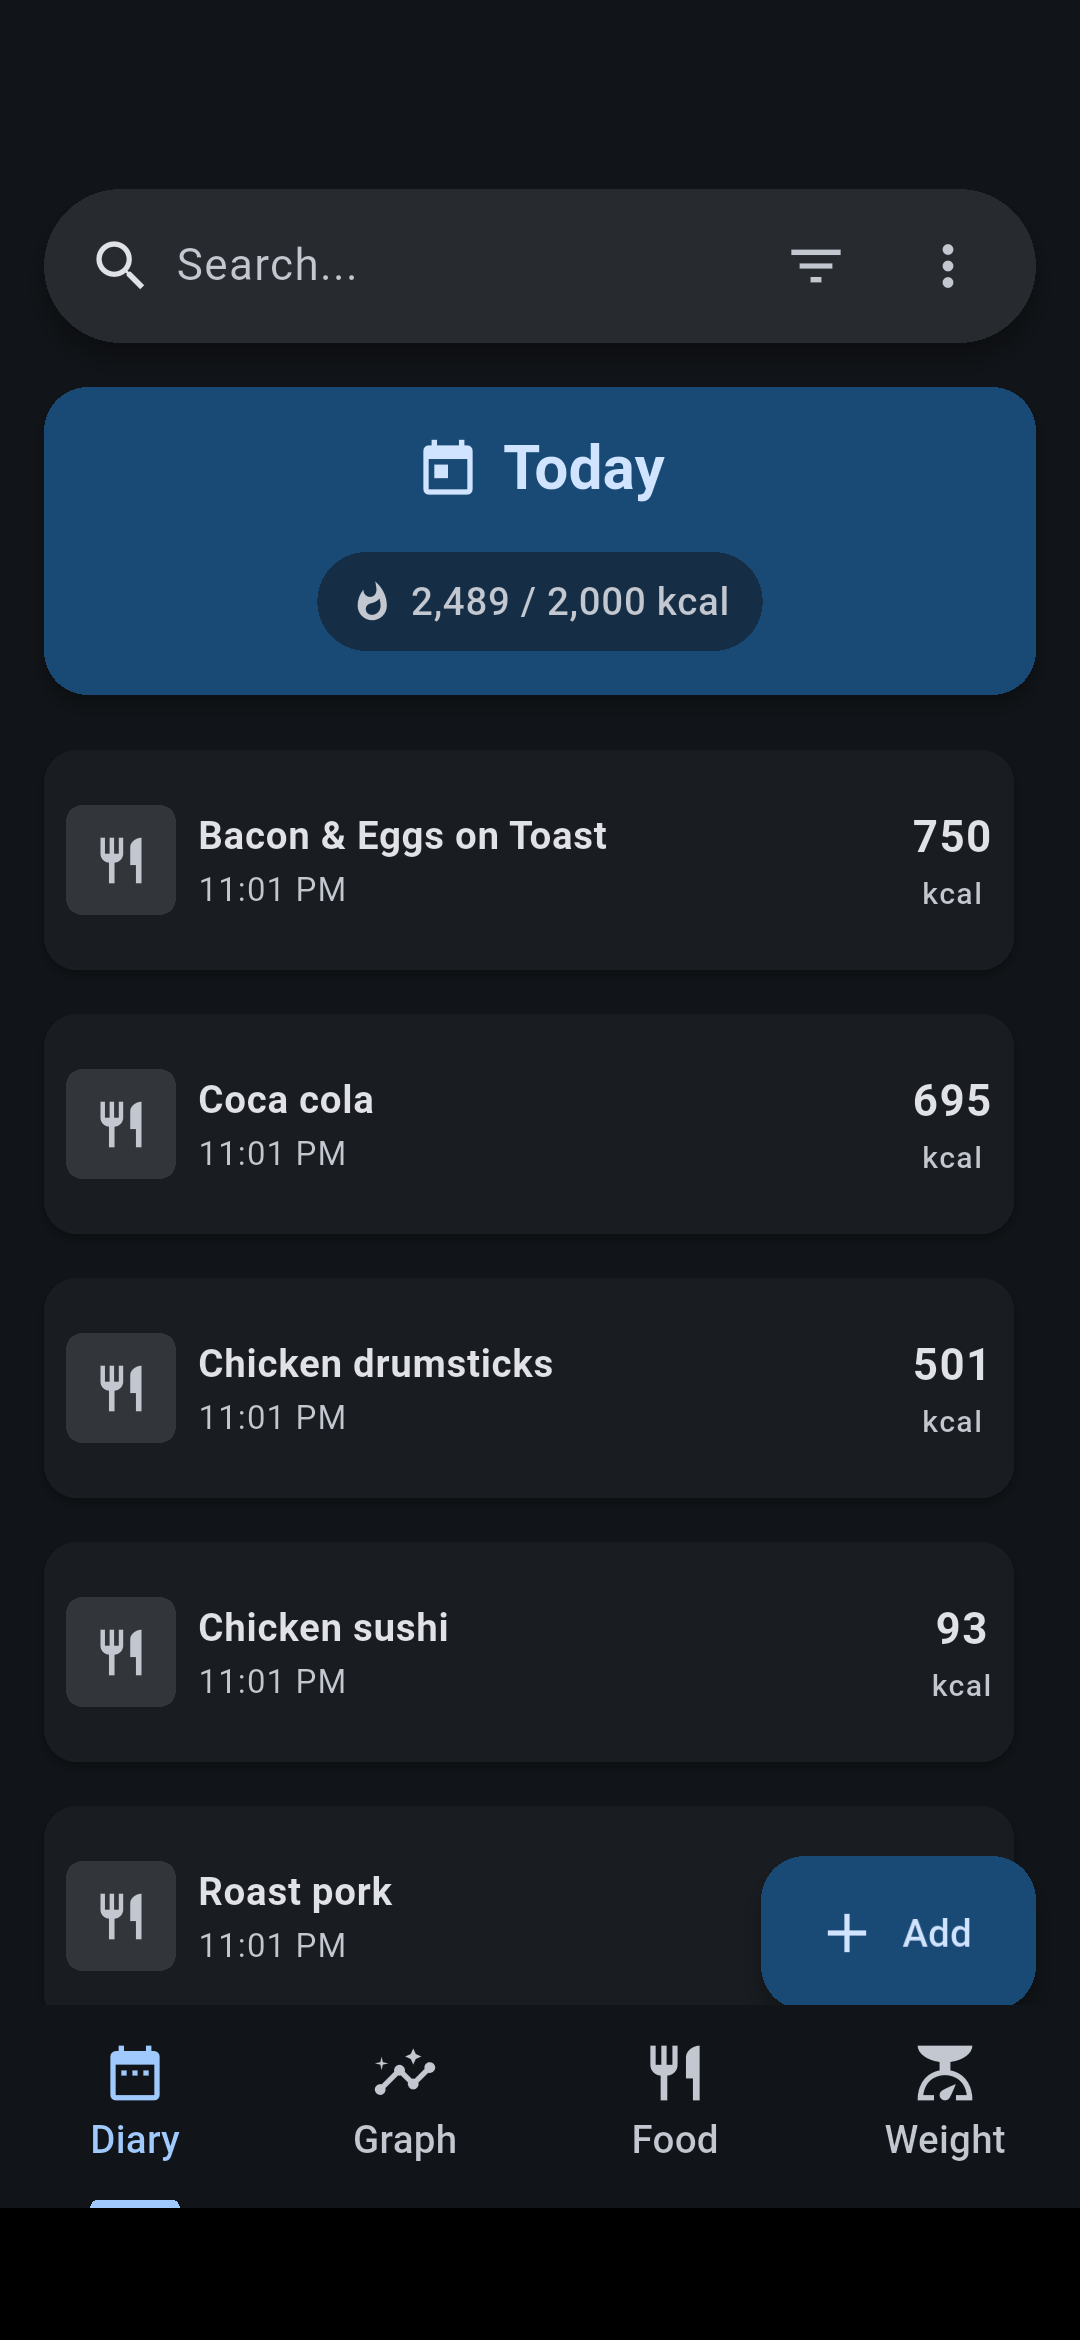 Search...
Today
2,489 / 2,000 kcal
Bacon & Eggs on Toast
11:01 PM
750
kcal
Coca cola
11:01 PM
695
kcal
Chicken drumsticks
11:01 PM
501
kcal
Chicken sushi
11:01 PM
93
kcal
Roast pork
11:01 PM
Add
Diary
Graph
Food
Weight